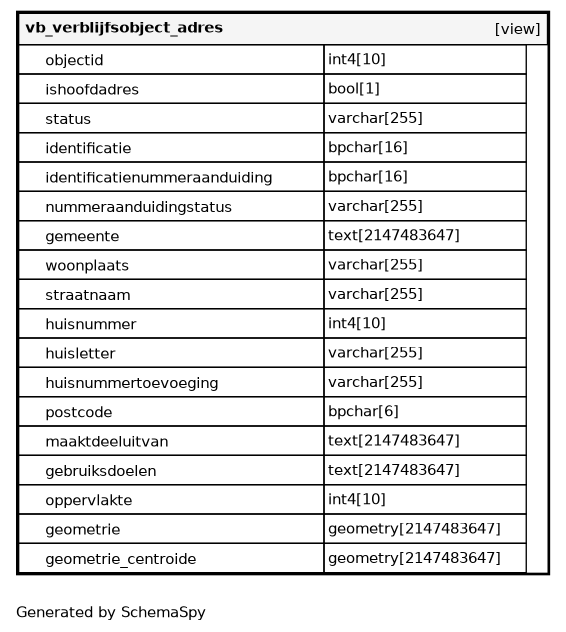 vb_verblijfsobject_adres [view]
objectid int4[10]
ishoofdadres bool[1]
status varchar[255]
identificatie bpchar[16]
identificatienummeraanduiding bpchar[16]
nummeraanduidingstatus varchar[255]
gemeente text[2147483647]
woonplaats varchar[255]
straatnaam varchar[255]
huisnummer int4[10]
huisletter varchar[255]
huisnummertoevoeging varchar[255]
postcode bpchar[6]
maaktdeeluitvan text[2147483647]
gebruiksdoelen text[2147483647]
oppervlakte int4[10]
geometrie geometry[2147483647]
geometrie_centroide geometry[2147483647]
Generated by SchemaSpy